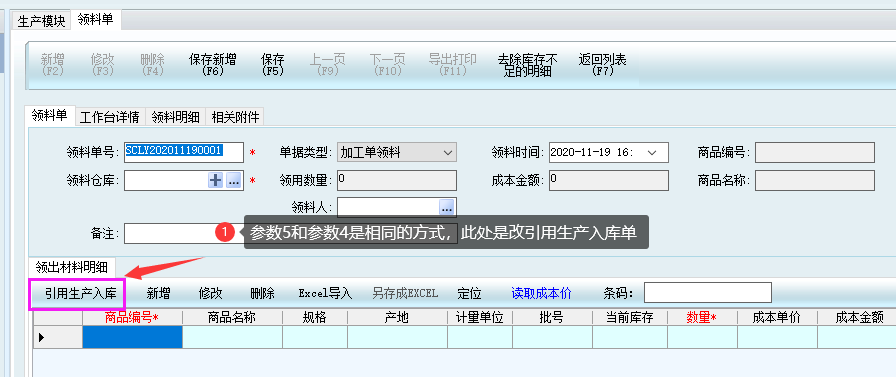 生产模块 领料单
新增 修改 删除 保存新增 保存 上一页 下一页 导出打印 去除库存不足的明细 返回列表
(F2) (F3) (F4) (F6) (F5) (F9) (F10) (F11) (F7)
领料单 工作台详情 领料明细 相关附件
领料单号: SCLY202011190001 * 单据类型: 加工单领料 领料时间: 2020-11-19 16: 商品编号:
领料仓库: * 领用数量: 0 成本金额: 0 商品名称:
领料人:
备注: 1 参数5和参数4是相同的方式，此处是改引用生产入库单
领出材料明细
引用生产入库 新增 修改 删除 Excel导入 另存成EXCEL 定位 读取成本价 条码:
商品编号* 商品名称 规格 产地 计量单位 批号 当前库存 数量* 成本单价 成本金额